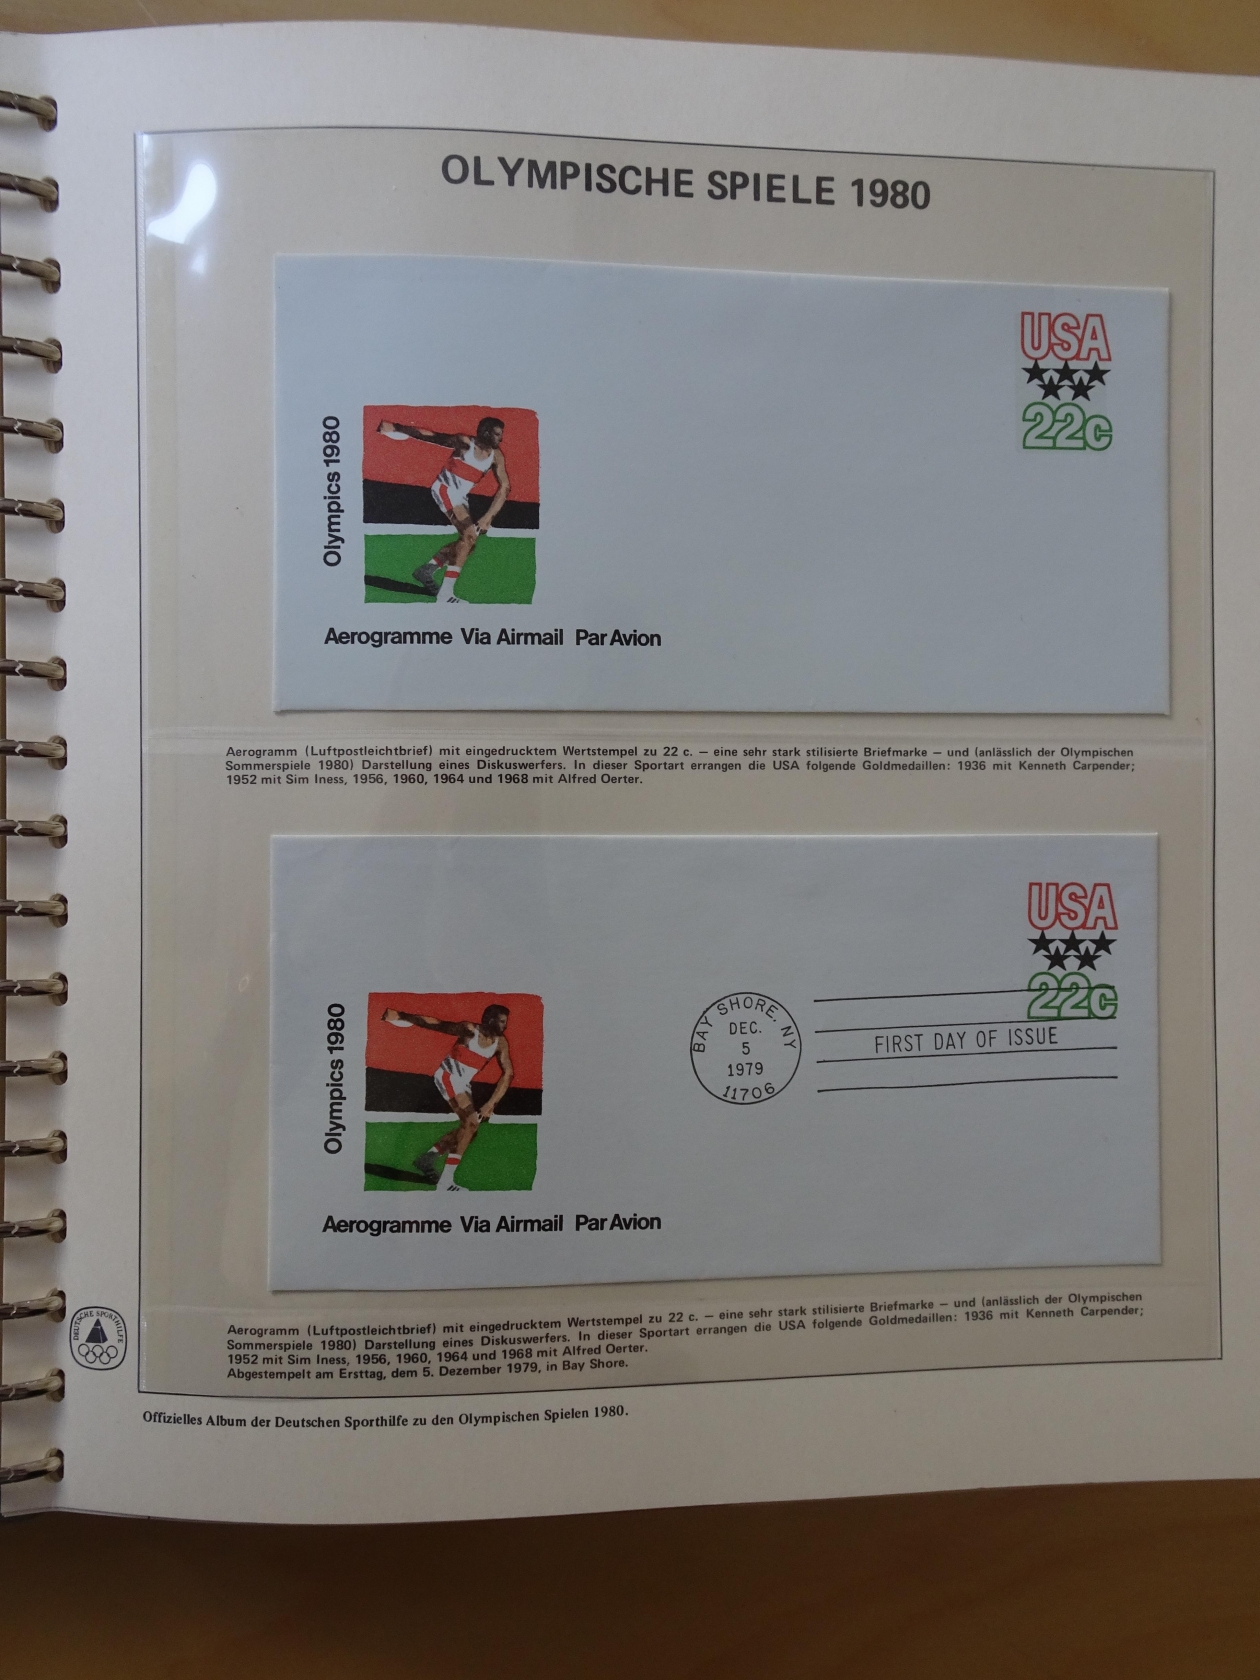 OLYMPISCHE SPIELE 1980
USA
22c
Olympics 1980
Aerogramme Via Airmail Par Avion
Aerogramm (Luftpostleichtbrief) mit eingedrucktem Wertstempel zu 22 c. — eine sehr stark stilisierte Briefmarke — und (anlässlich der Olympischen
Sommerspiele 1980) Darstellung eines Diskuswerfers. In dieser Sportart errangen die USA folgende Goldmedaillen: 1936 mit Kenneth Carpender;
1952 mit Sim Iness, 1956, 1960, 1964 und 1968 mit Alfred Oerter.
USA
22c
BAY SHORE, NY
DEC.
5
1979
11706
FIRST DAY OF ISSUE
Olympics 1980
Aerogramme Via Airmail Par Avion
Aerogramm (Luftpostleichtbrief) mit eingedrucktem Wertstempel zu 22 c. — eine sehr stark stilisierte Briefmarke — und (anlässlich der Olympischen
Sommerspiele 1980) Darstellung eines Diskuswerfers. In dieser Sportart errangen die USA folgende Goldmedaillen: 1936 mit Kenneth Carpender;
1952 mit Sim Iness, 1956, 1960, 1964 und 1968 mit Alfred Oerter.
Abgestempelt am Ersttag, dem 5. Dezember 1979, in Bay Shore.
DEUTSCHE SPORTHILFE
Offizielles Album der Deutschen Sporthilfe zu den Olympischen Spielen 1980.